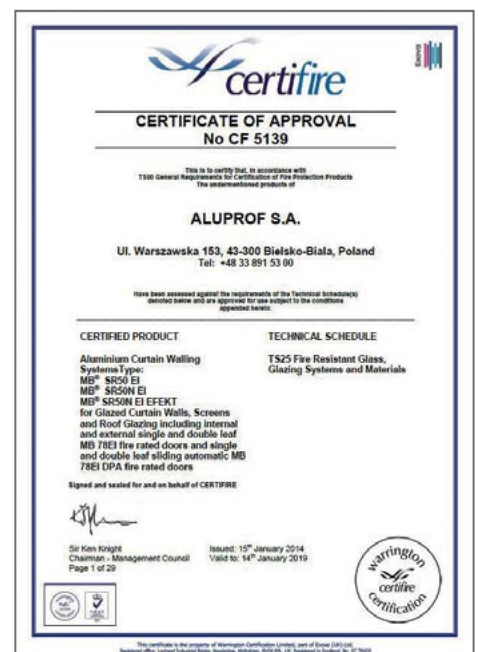 certifire
Exova
CERTIFICATE OF APPROVAL
No CF 5139
This is to certify that, in accordance with
TS00 General Requirements for Certification of Fire Protection Products
The undermentioned products of
ALUPROF S.A.
Ul. Warszawska 153, 43-300 Bielsko-Biala, Poland
Tel: +48 33 891 53 00
Have been assessed against the requirements of the Technical Schedule(s)
denoted below and are approved for use subject to the conditions
appended hereto:
CERTIFIED PRODUCT
TECHNICAL SCHEDULE
Aluminium Curtain Walling
SystemsType:
MB® SR50 EI
MB® SR50N EI
MB® SR50N EI EFEKT
for Glazed Curtain Walls, Screens
and Roof Glazing including internal
and external single and double leaf
MB 78EI fire rated doors and single
and double leaf sliding automatic MB
78EI DPA fire rated doors
TS25 Fire Resistant Glass,
Glazing Systems and Materials
Signed and sealed for and on behalf of CERTIFIRE
Sir Ken Knight
Chairman - Management Council
Page 1 of 29
Issued: 15th January 2014
Valid to: 14th January 2019
warrington
certifire
certification
This certificate is the property of Warrington Certification Limited, part of Exova (UK) Ltd.